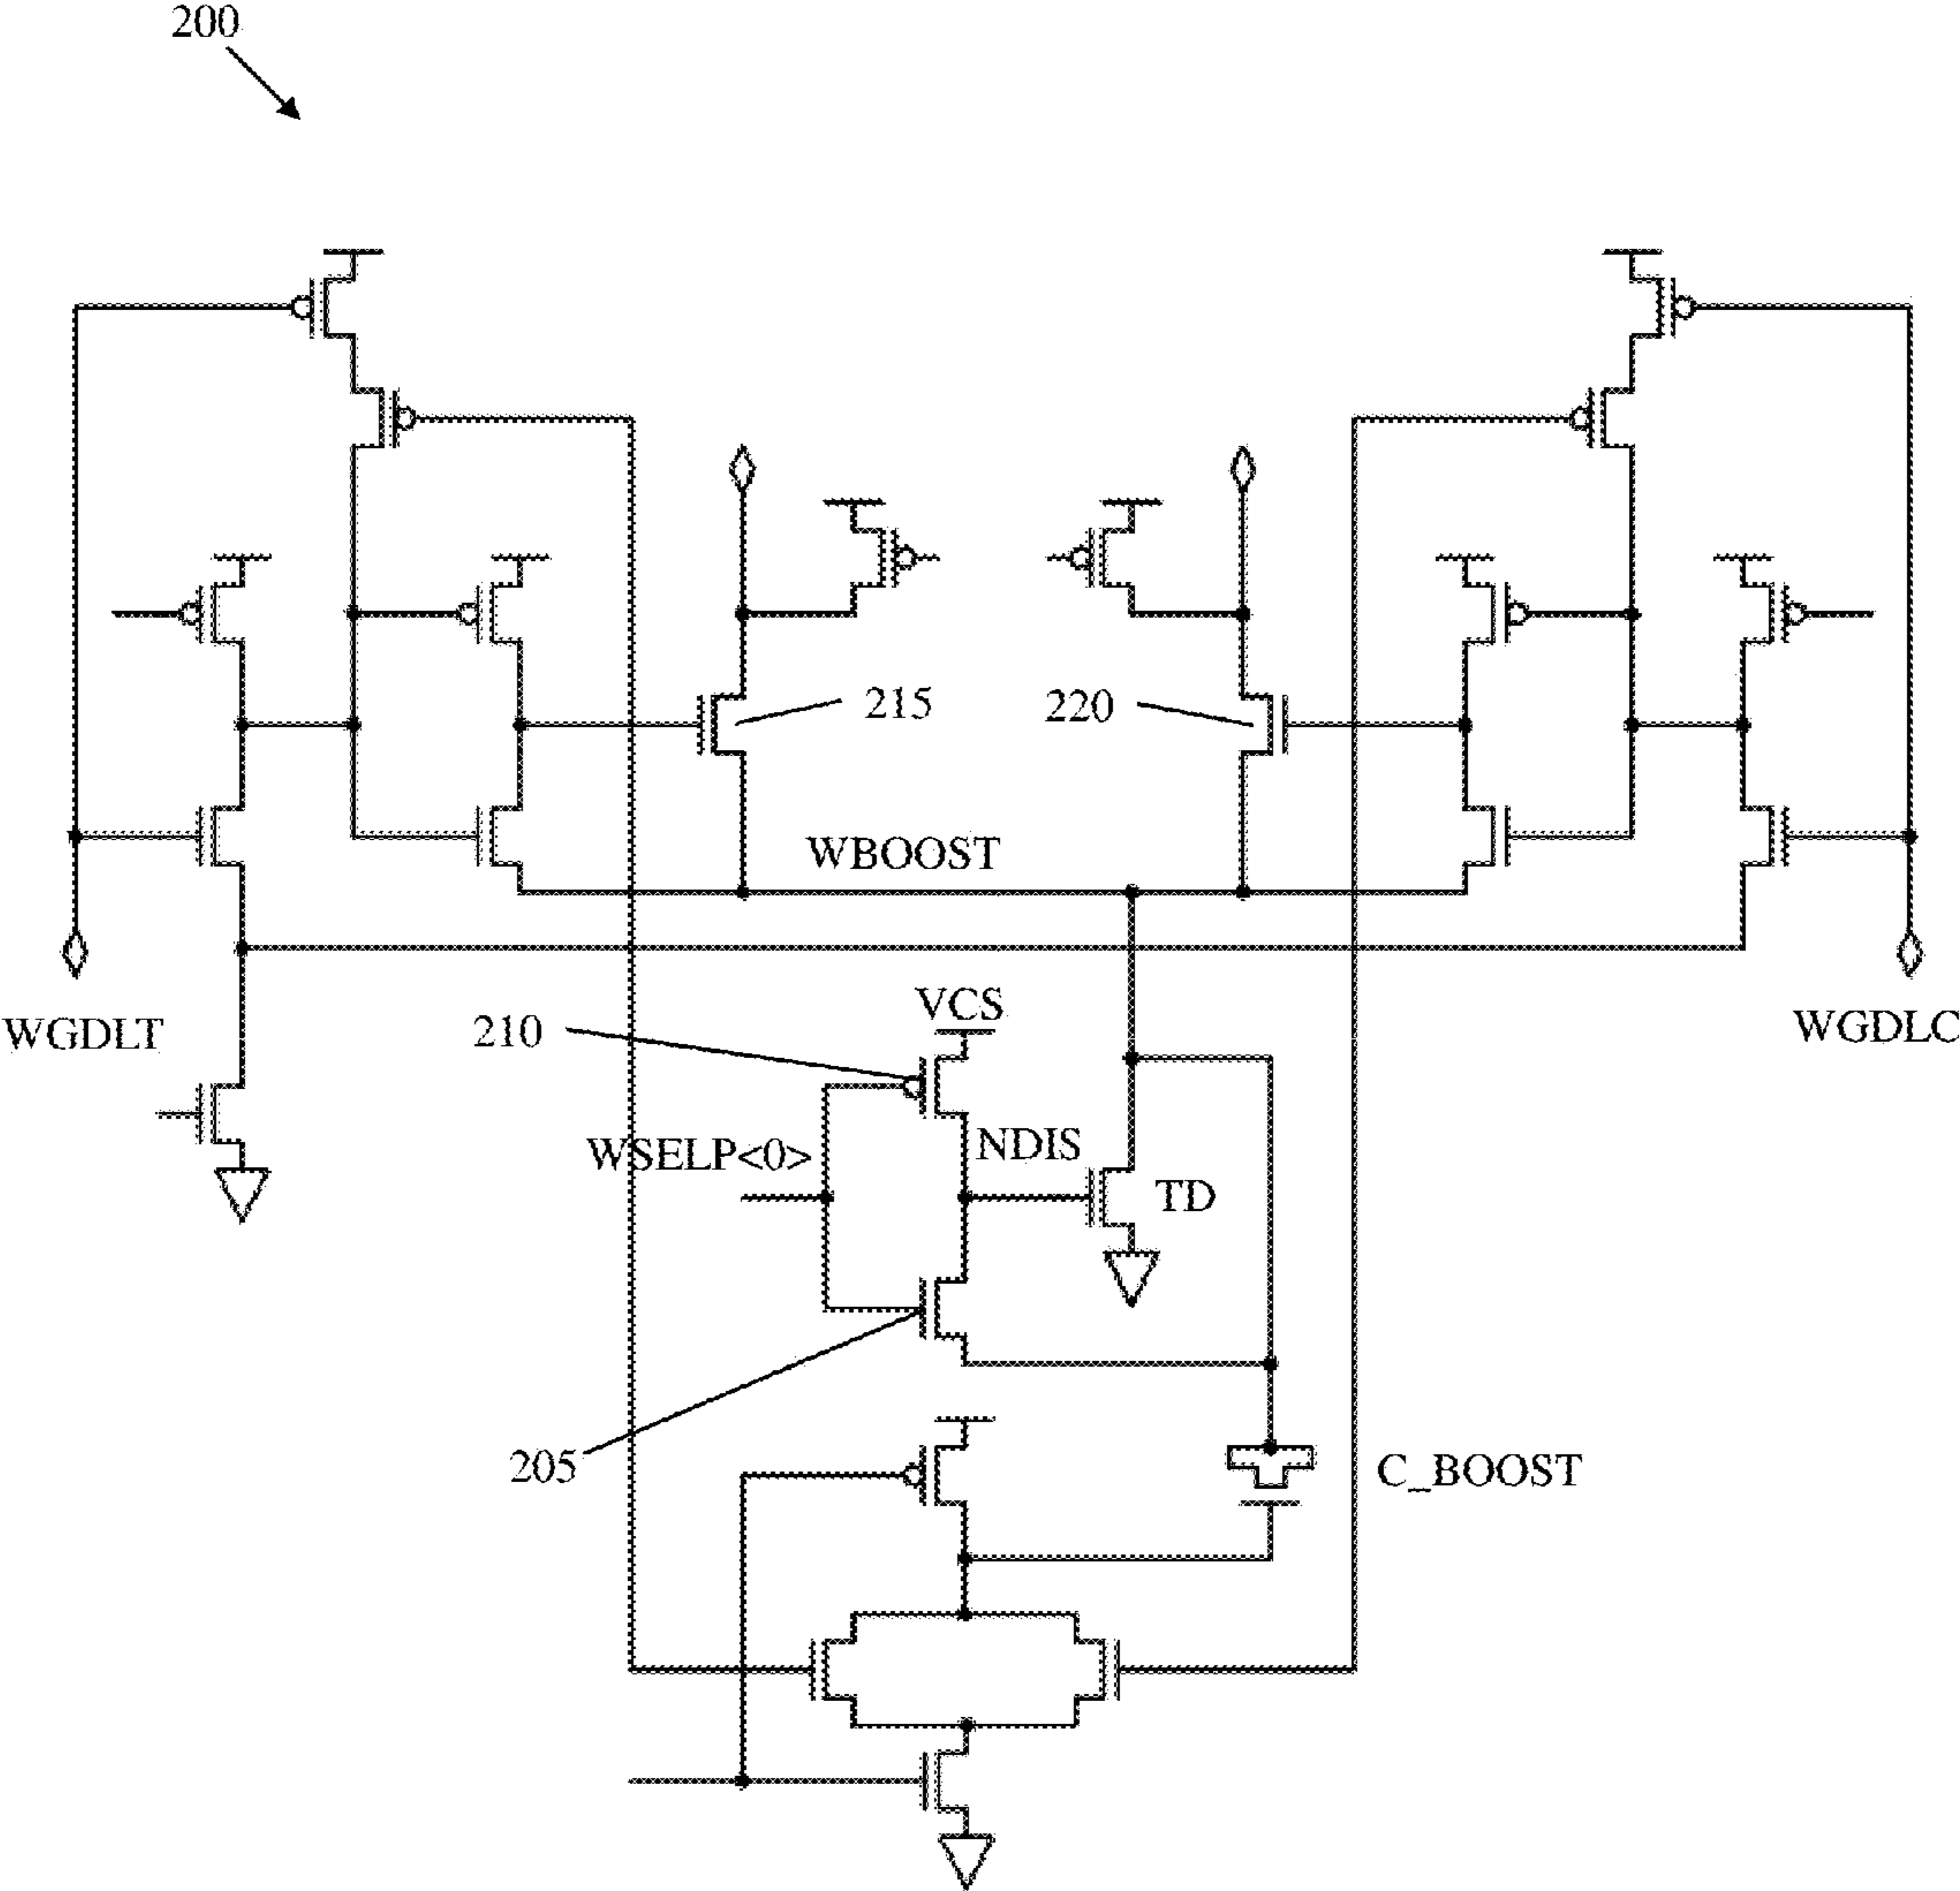 200
215
220
WBOOST
WGDLT
VCS
210
WGDLC
WSELP<0>
NDIS
TD
205
C_BOOST